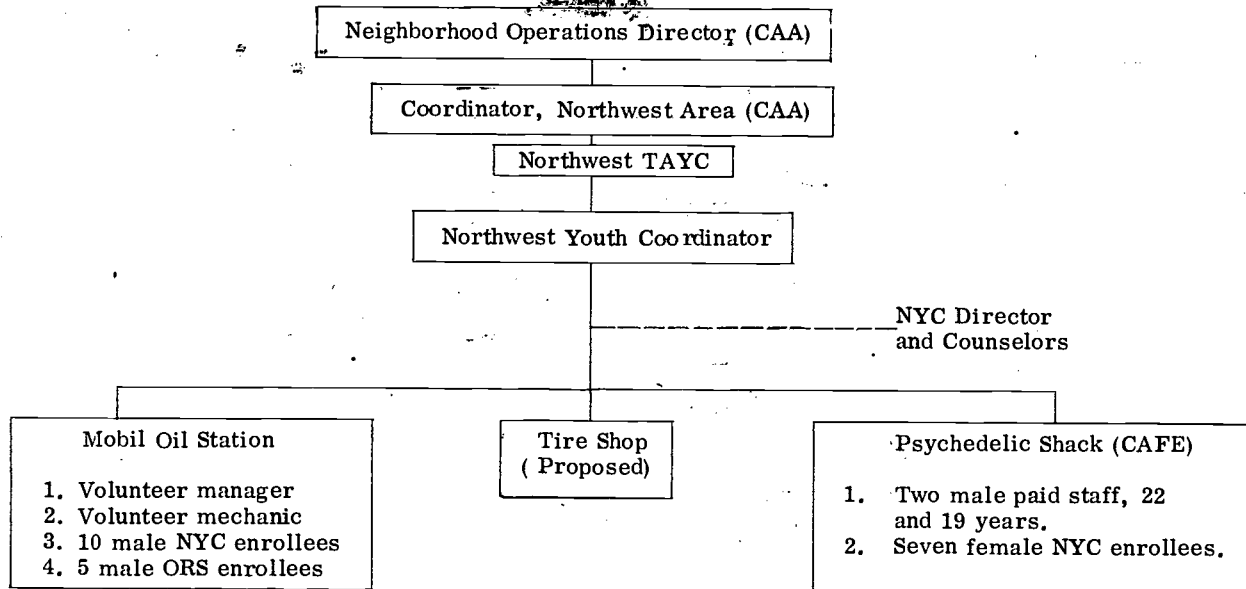 Neighborhood Operations Director (CAA)
Coordinator, Northwest Area (CAA)
Northwest TAYC
Northwest Youth Coordinator
NYC Director
and Counselors
Mobil Oil Station
1. Volunteer manager
2. Volunteer mechanic
3. 10 male NYC enrollees
4. 5 male ORS enrollees
Tire Shop
( Proposed)
Psychedelic Shack (CAFE)
1. Two male paid staff, 22
and 19 years.
2. Seven female NYC enrollees.